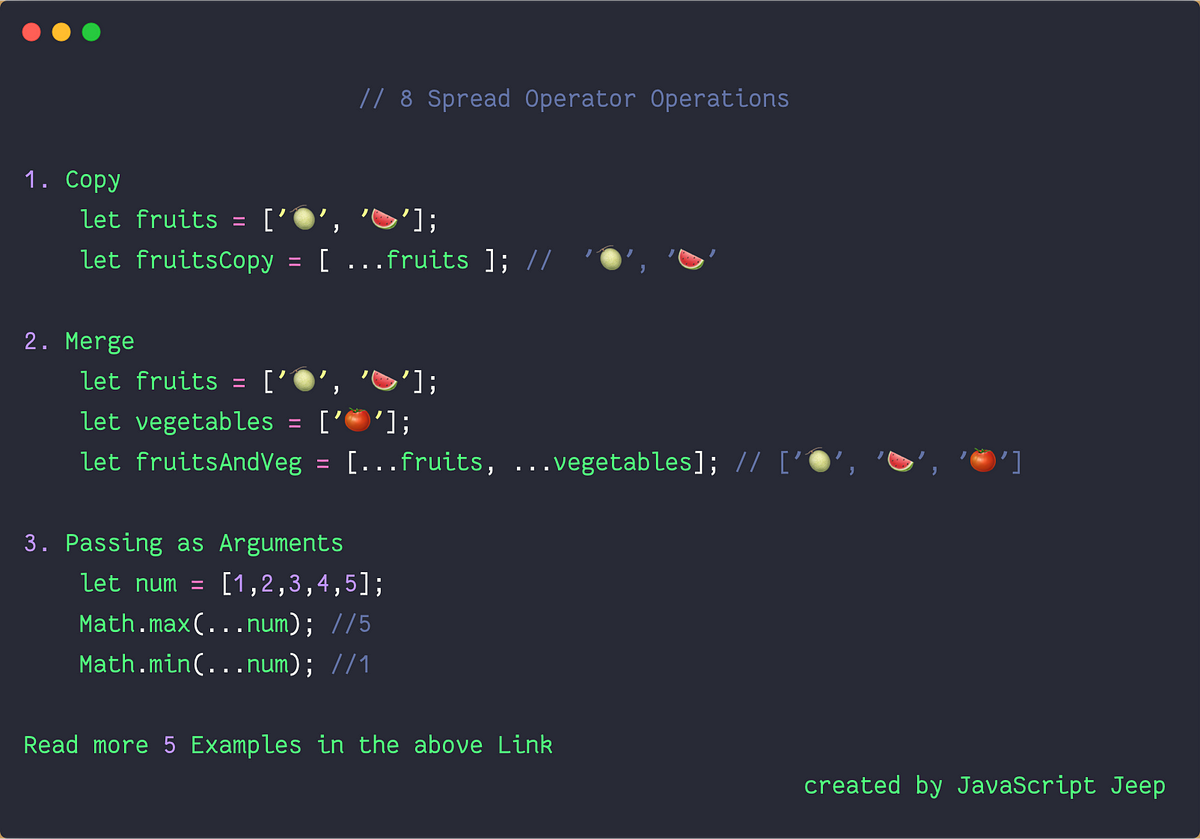 // 8 Spread Operator Operations
1. Copy
let fruits = ['🍈', '🍉'];
let fruitsCopy = [ ...fruits ]; //  '🍈', '🍉'
2. Merge
let fruits = ['🍈', '🍉'];
let vegetables = ['🍅'];
let fruitsAndVeg = [...fruits, ...vegetables]; // ['🍈', '🍉', '🍅']
3. Passing as Arguments
let num = [1,2,3,4,5];
Math.max(...num); //5
Math.min(...num); //1
Read more 5 Examples in the above Link
created by JavaScript Jeep